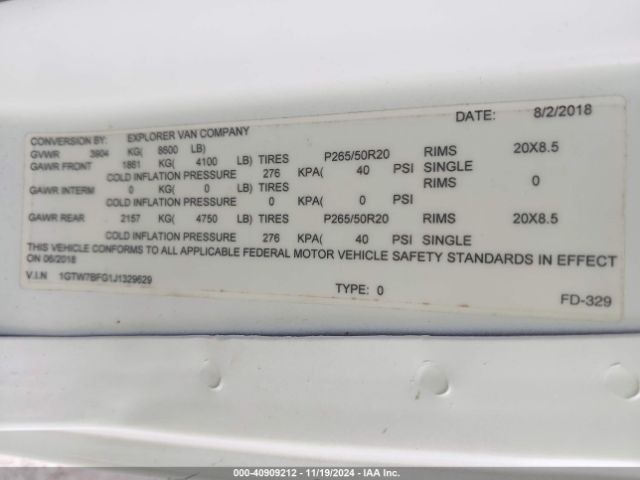 DATE: 8/2/2018
CONVERSION BY: EXPLORER VAN COMPANY
GVWR 3904 KG( 8600 LB)
GAWR FRONT 1861 KG( 4100 LB) TIRES P265/50R20 RIMS 20X8.5
COLD INFLATION PRESSURE 276 KPA( 40 PSI SINGLE
GAWR INTERM 0 KG( 0 LB) TIRES RIMS 0
COLD INFLATION PRESSURE 0 KPA( 0 PSI
GAWR REAR 2157 KG( 4750 LB) TIRES P265/50R20 RIMS 20X8.5
COLD INFLATION PRESSURE 276 KPA( 40 PSI SINGLE
THIS VEHICLE CONFORMS TO ALL APPLICABLE FEDERAL MOTOR VEHICLE SAFETY STANDARDS IN EFFECT
ON 06/2018
V.I.N 1GTW7BFG1J1329629
TYPE: 0
FD-329
000-40909212 - 11/19/2024 - IAA Inc.